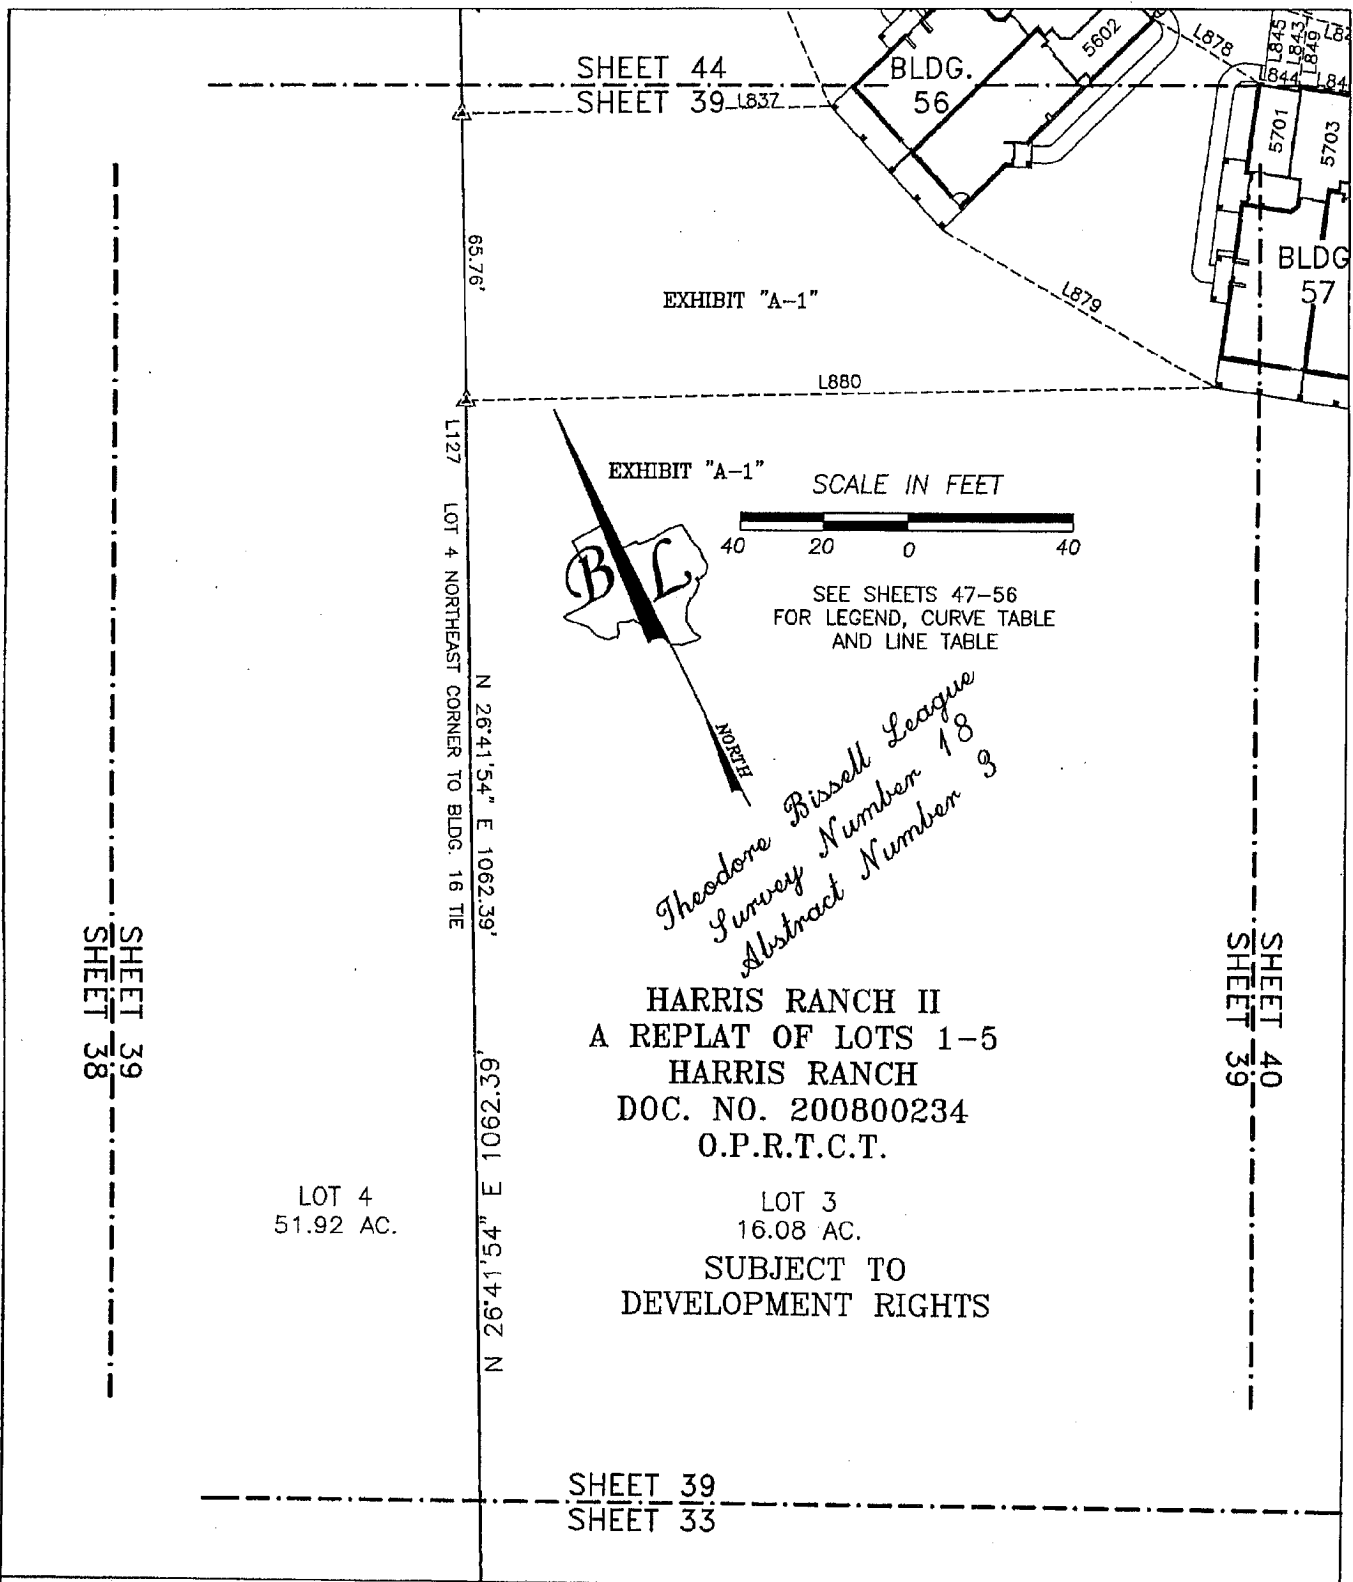 SHEET 44
SHEET 39
L837
BLDG.
56
5602
L878
L845
L843
L849
L844
5701
5703
BLDG
57
65.76'
EXHIBIT "A-1"
L879
L880
L127
LOT 4 NORTHEAST CORNER TO BLDG. 16 TIE
EXHIBIT "A-1"
SCALE IN FEET
40 20 0 40
B L
SEE SHEETS 47-56
FOR LEGEND, CURVE TABLE
AND LINE TABLE
NORTH
N 26°41'54" E 1062.39'
Theodore Bissell League
Survey Number 18
Abstract Number 3
SHEET 39
SHEET 38
SHEET 40
SHEET 39
HARRIS RANCH II
A REPLAT OF LOTS 1-5
HARRIS RANCH
DOC. NO. 200800234
O.P.R.T.C.T.
N 26°41'54" E 1062.39'
LOT 4
51.92 AC.
LOT 3
16.08 AC.
SUBJECT TO
DEVELOPMENT RIGHTS
SHEET 39
SHEET 33